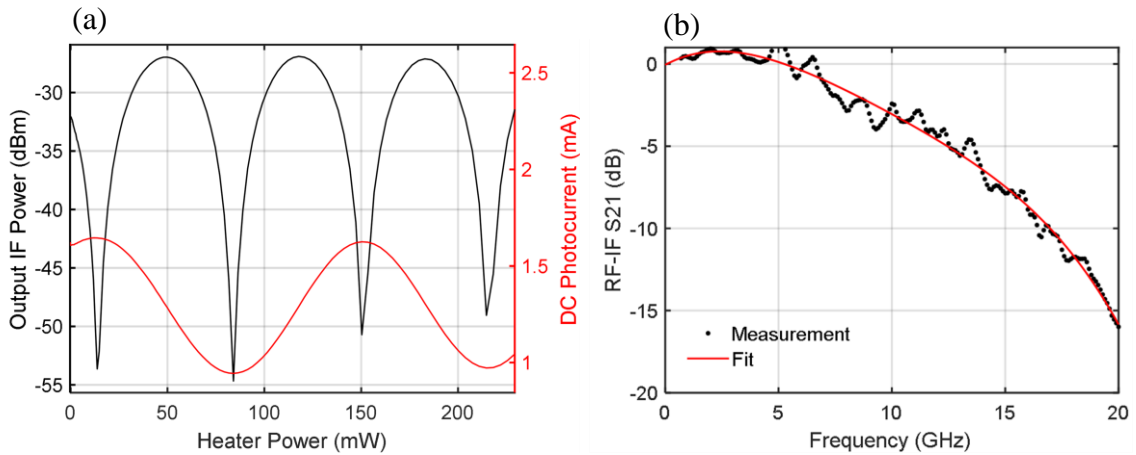 (a)
Output IF Power (dBm)
-30
-35
-40
-45
-50
-55
0
50
100
150
200
Heater Power (mW)
2.5
2
1.5
1
DC Photocurrent (mA)
(b)
RF-IF S21 (dB)
0
-5
-10
-15
-20
Measurement
Fit
0
5
10
15
20
Frequency (GHz)